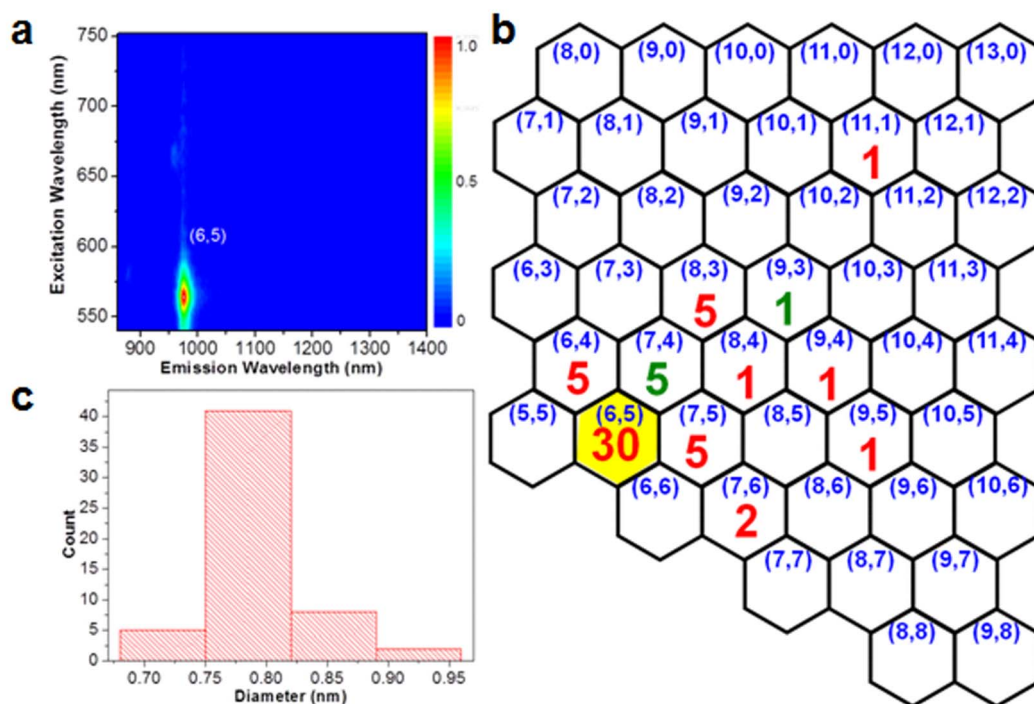 a
Excitation Wavelength (nm)
750
700
650
600
550
(6,5)
900 1000 1100 1200 1300 1400
Emission Wavelength (nm)
1.0
0.5
0
b
(8,0) (9,0) (10,0) (11,0) (12,0) (13,0)
(7,1) (8,1) (9,1) (10,1) (11,1) (12,1)
1
(7,2) (8,2) (9,2) (10,2) (11,2) (12,2)
(6,3) (7,3) (8,3) (9,3) (10,3) (11,3)
5 1
(6,4) (7,4) (8,4) (9,4) (10,4) (11,4)
5 5 1 1
(5,5) (6,5) (7,5) (8,5) (9,5) (10,5)
30 5 1
(6,6) (7,6) (8,6) (9,6) (10,6)
2
(7,7) (8,7) (9,7)
(8,8) (9,8)
c
Count
40
35
30
25
20
15
10
5
0
0.70 0.75 0.80 0.85 0.90 0.95
Diameter (nm)